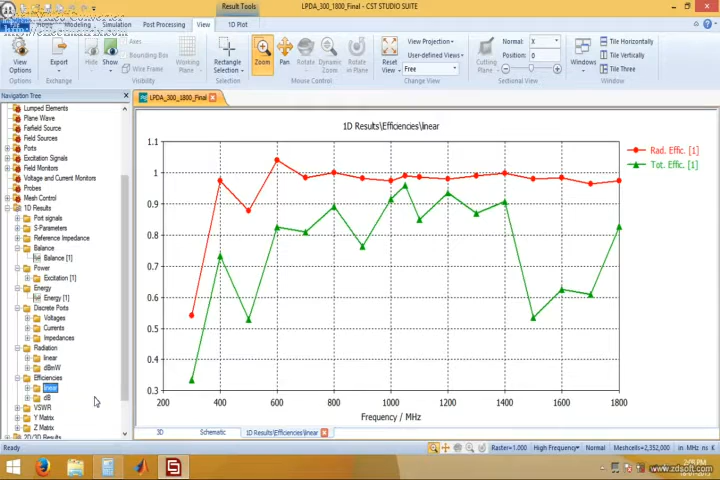 Result Tools
LPDA_300_1800_Final - CST STUDIO SUITE
Home
Modeling
Simulation
Post Processing
View
1D Plot
View Options
Export
Hide
Show
Axes
Bounding Box
Wire Frame
Working Plane
Rectangle Selection
Zoom
Pan
Rotate
Dynamic Zoom
Rotate in Plane
Reset View
View Projection
User-defined Views
Free
Cutting Plane
Normal: X
Position: 0
Windows
Tile Horizontally
Tile Vertically
Tile Three
Options
Exchange
Visibility
Selection
Mouse Control
Change View
Sectional View
Window
Navigation Tree
LPDA_300_1800_Final
Lumped Elements
Plane Wave
Farfield Source
Field Sources
Ports
Excitation Signals
Field Monitors
Voltage and Current Monitors
Probes
Mesh Control
1D Results
Port signals
S-Parameters
Reference Impedance
Balance
Balance [1]
Power
Excitation [1]
Energy
Energy [1]
Discrete Ports
Voltages
Currents
Impedances
Radiation
linear
dBmW
Efficiencies
linear
dB
VSWR
Y Matrix
Z Matrix
2D/3D Results
1D Results\Efficiencies\linear
Rad. Effic. [1]
Tot. Effic. [1]
1.1
1
0.9
0.8
0.7
0.6
0.5
0.4
0.3
200 400 600 800 1000 1200 1400 1600 1800
Frequency / MHz
3D
Schematic
1D Results\Efficiencies\linear
Ready
Raster=1.000
High Frequency
Normal
Meshcells=2,352,000
in MHz ns K
www.zdsoft.com